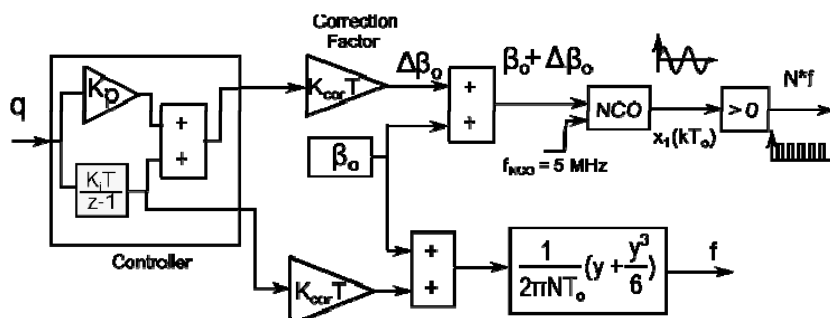 Correction
Factor
q
Kp
+
+
KcorT
Δβo
+
+
βo + Δβo
NCO
x1(kTo)
>0
N*f
fNCO = 5 MHz
βo
KiT
z-1
Controller
KcorT
+
+
1
2πNTo
(y + y³
6)
f